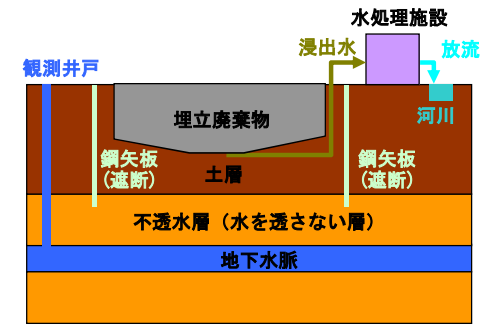 水処理施設
浸出水
放流
観測井戸
河川
埋立廃棄物
鋼矢板
(遮断)
鋼矢板
(遮断)
土層
不透水層（水を透さない層）
地下水脈